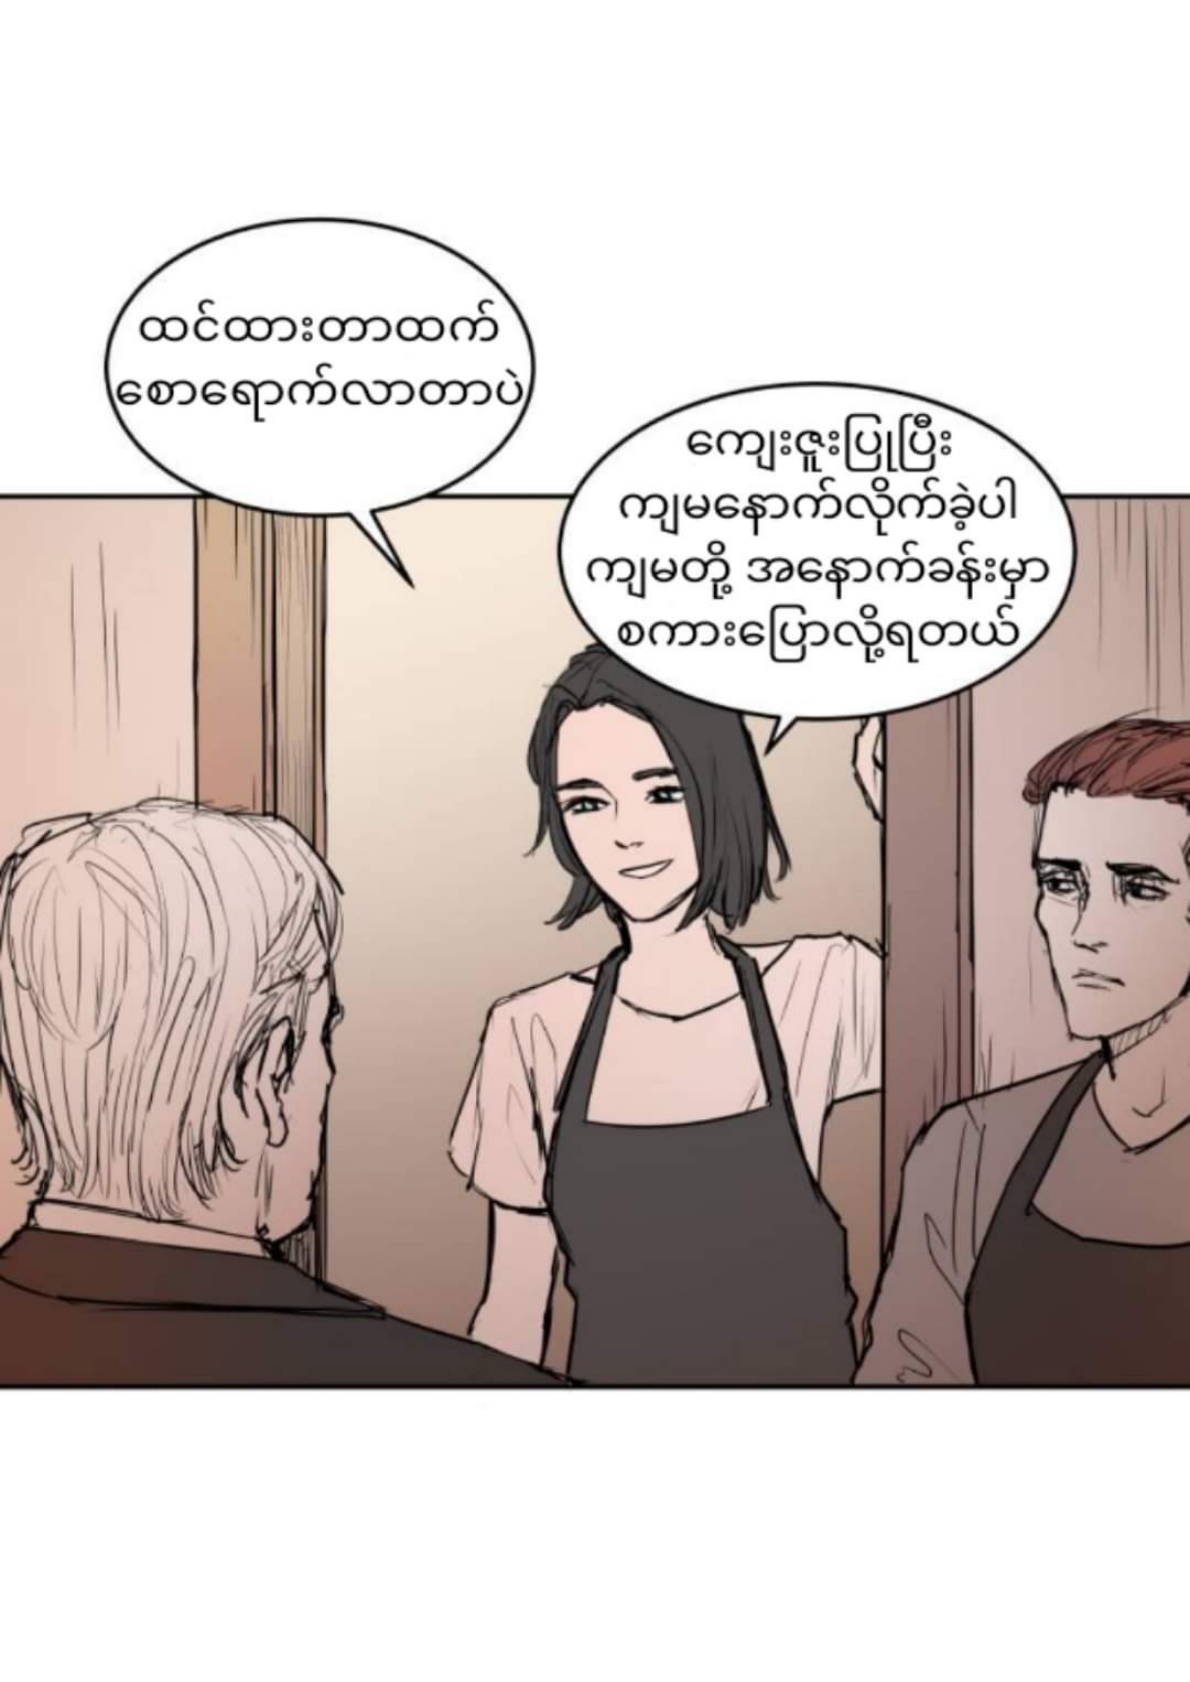 ထင်ထားတာထက်
စောရောက်လာတာပဲ
ကျေးဇူးပြုပြီး
ကျမနောက်လိုက်ခဲ့ပါ
ကျမတို့ အနောက်ခန်းမှာ
စကားပြောလို့ရတယ်